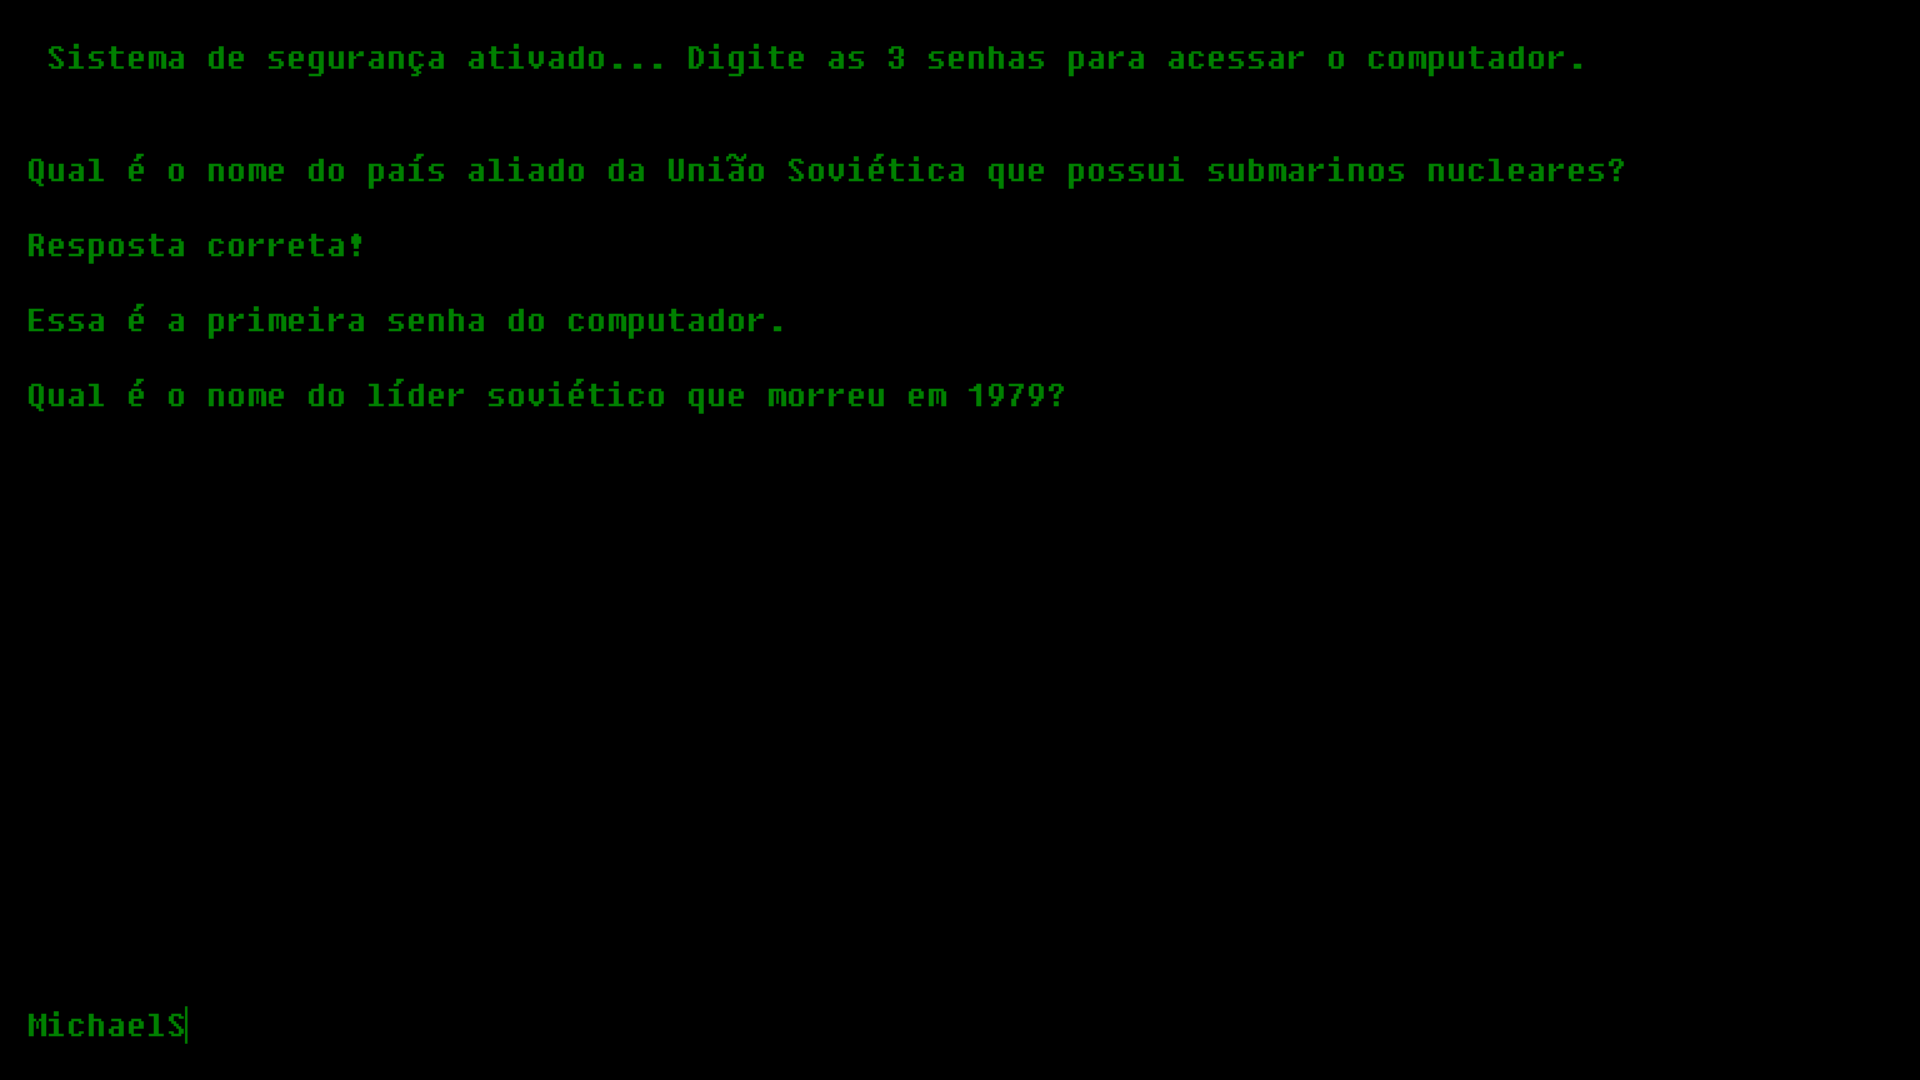 Sistema de segurança ativado... Digite as 3 senhas para acessar o computador.
Qual é o nome do país aliado da União Soviética que possui submarinos nucleares?
Resposta correta!
Essa é a primeira senha do computador.
Qual é o nome do líder soviético que morreu em 1979?
MichaelS